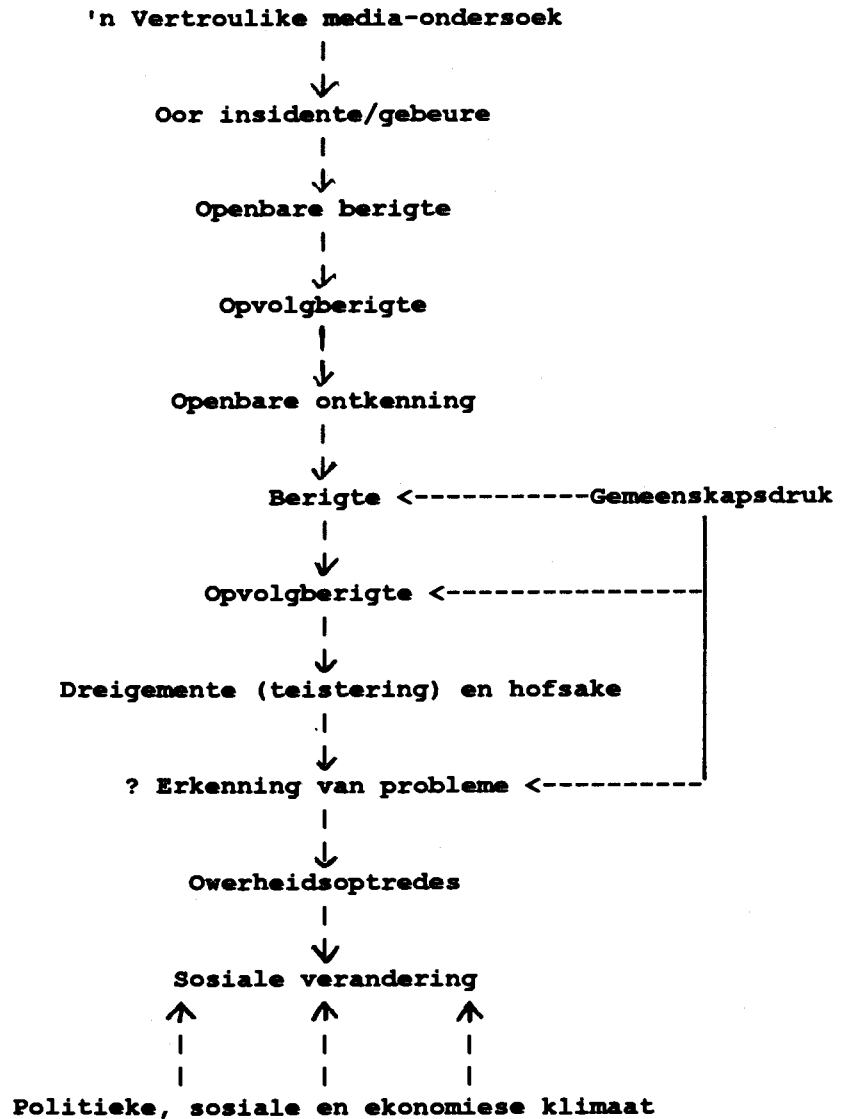 'n Vertroulike media-ondersoek
Oor insidente/gebeure
Openbare berigte
Opvolgberigte
Openbare ontkenning
Berigte <-----------Gemeenskapsdruk
Opvolgberigte <----------------
Dreigemente (teistering) en hofsake
? Erkenning van probleme <----------
Owerheidsoptredes
Sosiale verandering
Politieke, sosiale en ekonomiese klimaat